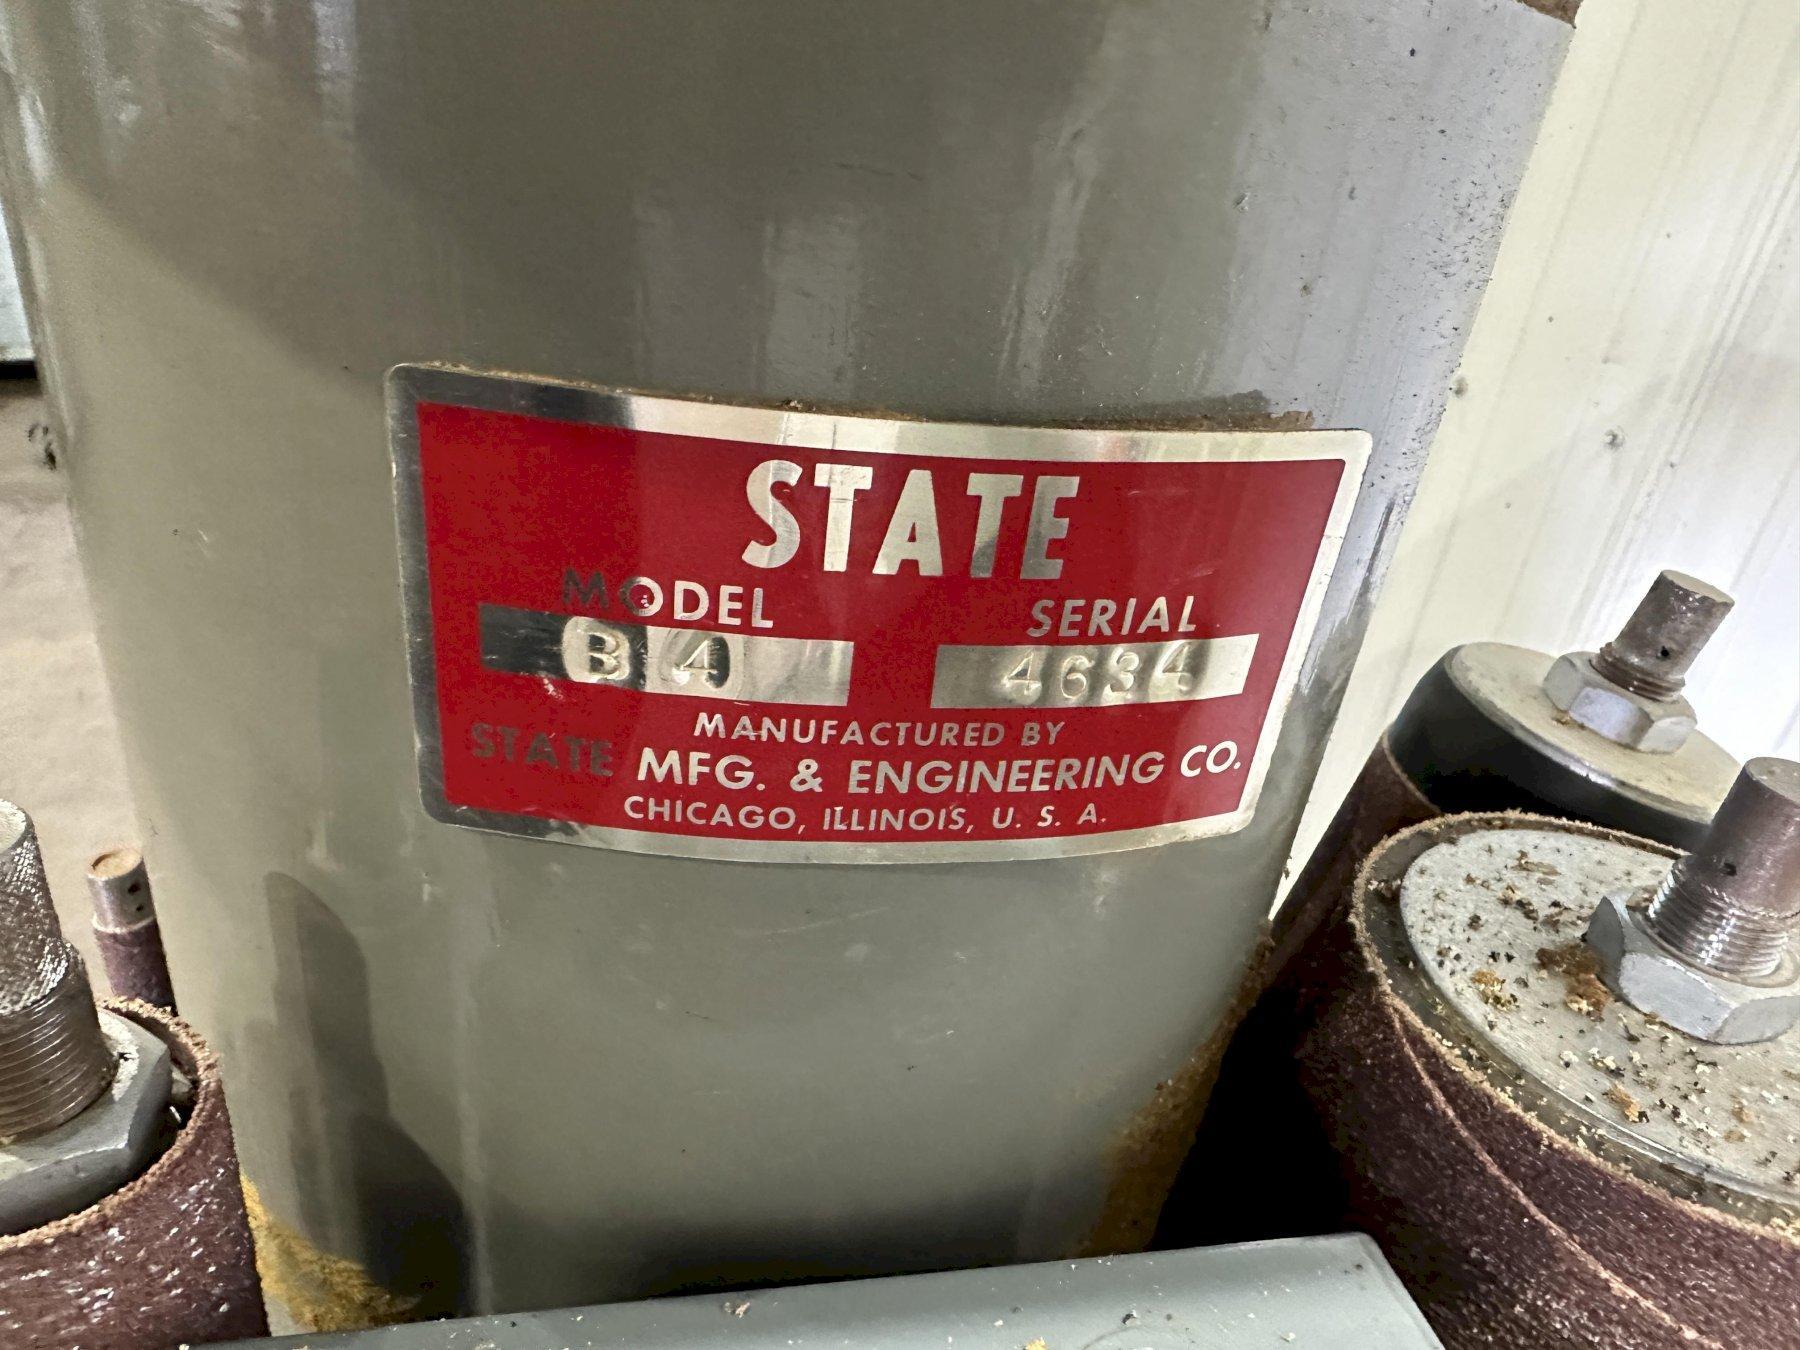 STATE
MODEL SERIAL
B 4 4634
MANUFACTURED BY
STATE MFG. & ENGINEERING CO.
CHICAGO, ILLINOIS, U. S. A.